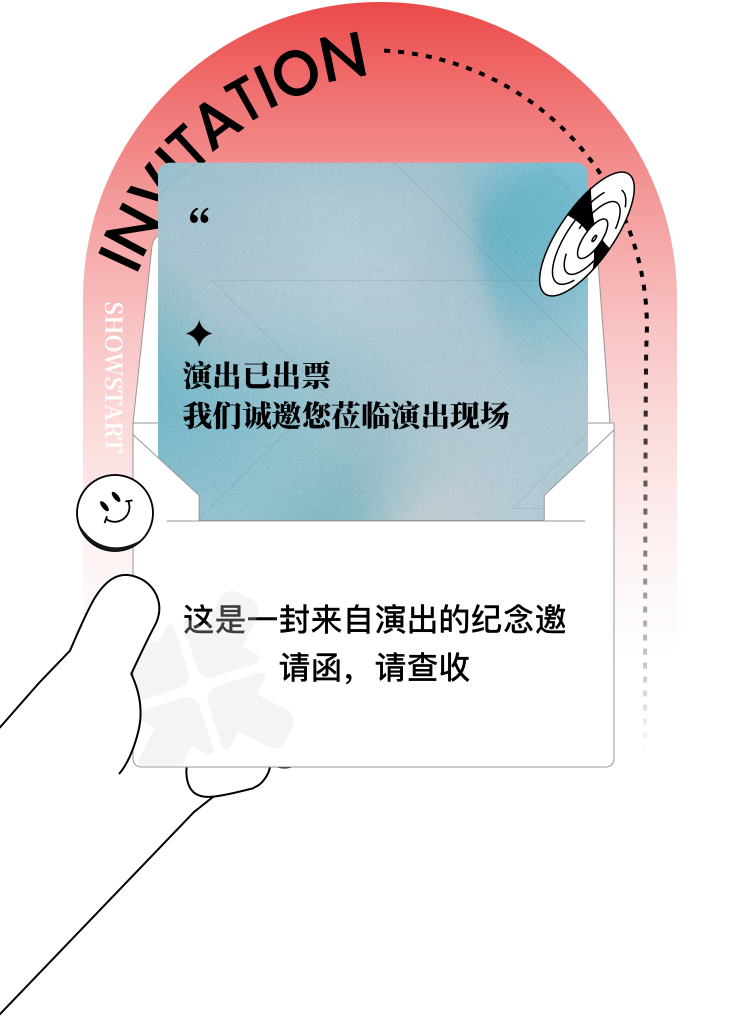 INVITATION
“
演出已出票
我们诚邀您莅临演出现场
SHOWSTART
这是一封来自演出的纪念邀
请函，请查收